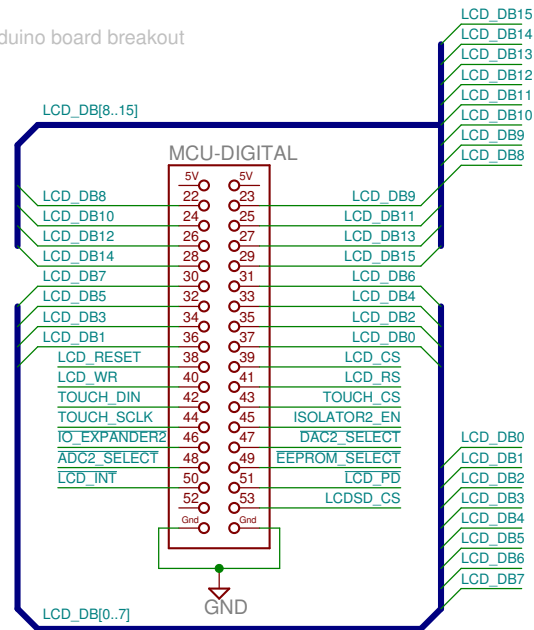 LCD_DB15
LCD_DB14
duino board breakout
LCD_DB13
LCD_DB12
LCD_DB11
LCD_DB[8..15]
LCD_DB10
LCD_DB9
MCU-DIGITAL
LCD_DB8
5V 5V
LCD_DB8 22 23 LCD_DB9
LCD_DB10 24 25 LCD_DB11
LCD_DB12 26 27 LCD_DB13
LCD_DB14 28 29 LCD_DB15
LCD_DB7 30 31 LCD_DB6
LCD_DB5 32 33 LCD_DB4
LCD_DB3 34 35 LCD_DB2
LCD_DB1 36 37 LCD_DB0
LCD_RESET 38 39 LCD_CS
LCD_WR 40 41 LCD_RS
TOUCH_DIN 42 43 TOUCH_CS
TOUCH_SCLK 44 45 ISOLATOR2_EN
IO_EXPANDER2 46 47 DAC2_SELECT
ADC2_SELECT 48 49 EEPROM_SELECT
LCD_INT 50 51 LCD_PD
52 53 LCDSD_CS
Gnd Gnd
LCD_DB0
LCD_DB1
LCD_DB2
LCD_DB3
LCD_DB4
LCD_DB5
LCD_DB6
LCD_DB7
GND
LCD_DB[0..7]